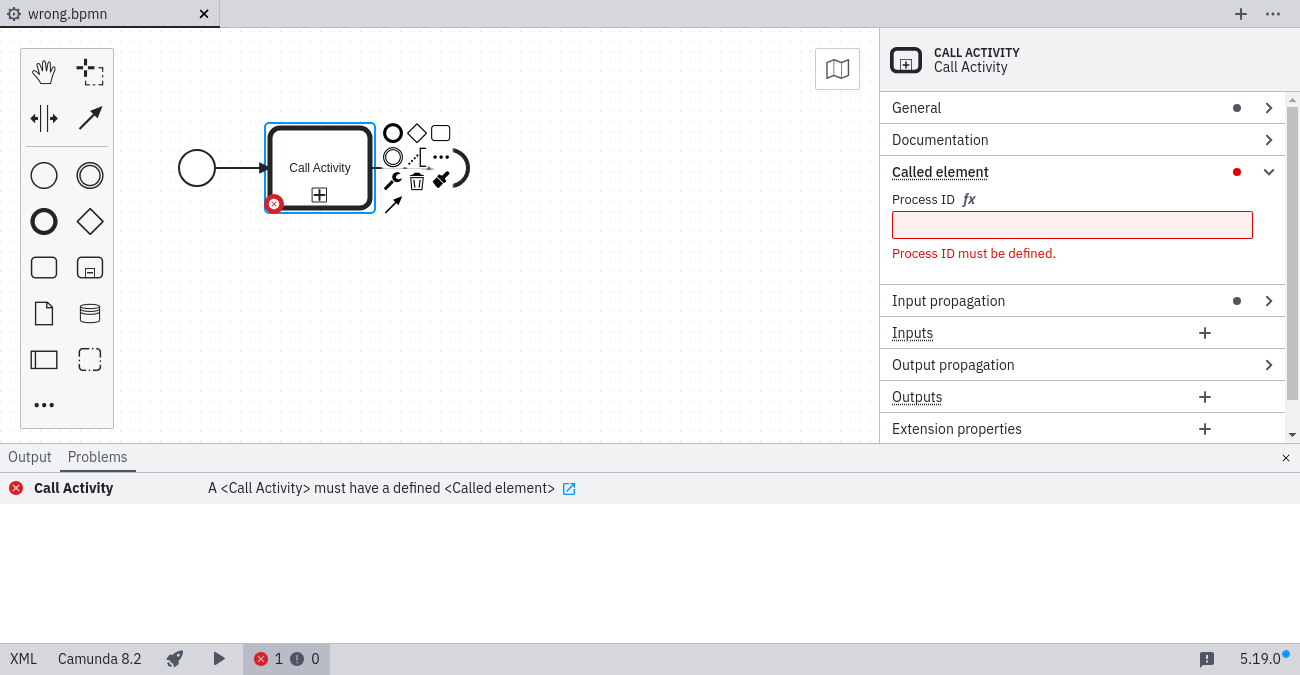 wrong.bpmn
Call Activity
CALL ACTIVITY
Call Activity
General
Documentation
Called element
Process ID fx
Process ID must be defined.
Input propagation
Inputs
Output propagation
Outputs
Extension properties
Output Problems
Call Activity A <Call Activity> must have a defined <Called element>
XML Camunda 8.2 1 0 5.19.0